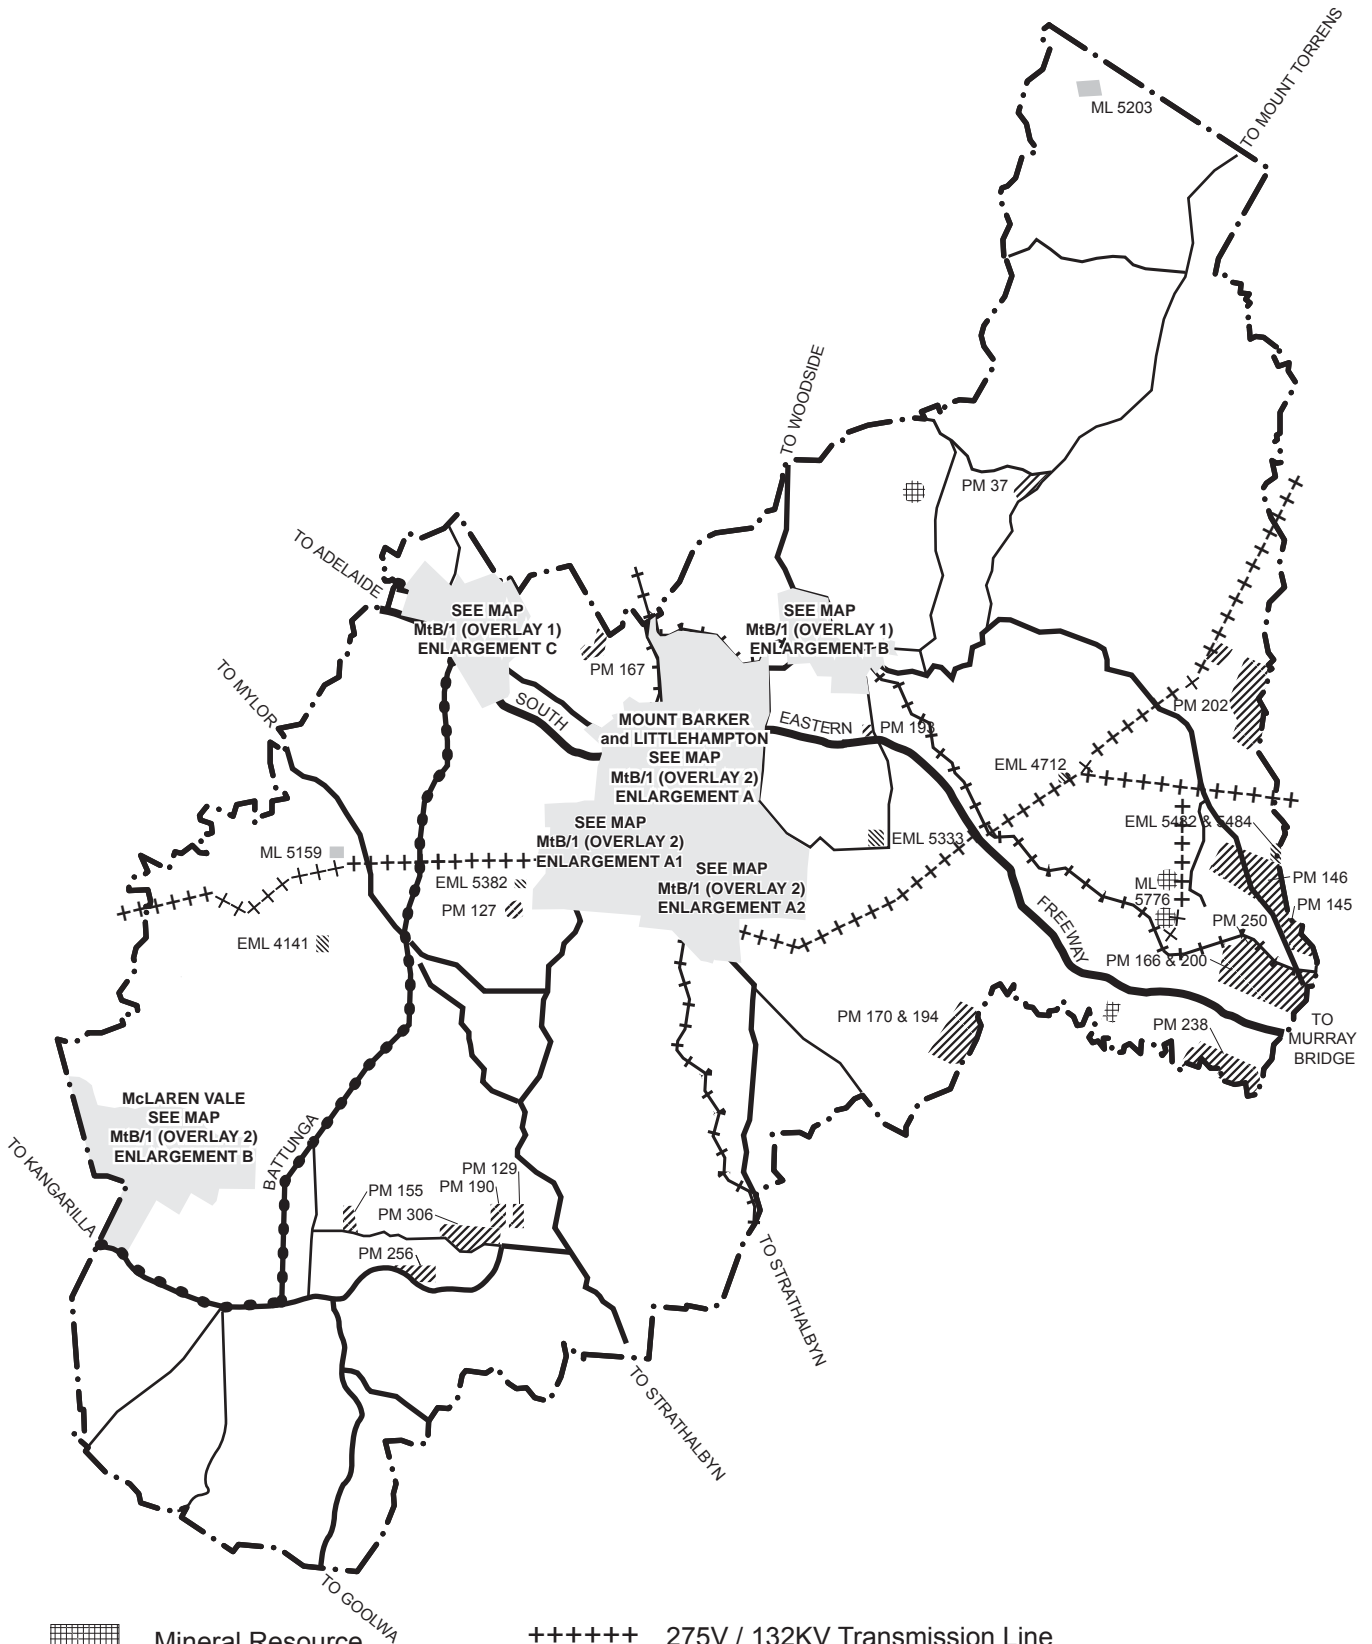 TO MOUNT TORRENS
ML 5203
TO WOODSIDE
PM 37
TO ADELAIDE
SEE MAP
MtB/1 (OVERLAY 1)
ENLARGEMENT C
SEE MAP
MtB/1 (OVERLAY 1)
ENLARGEMENT B
PM 167
TO MYLOR
SOUTH
EASTERN
FREEWAY
PM 193
PM 202
MOUNT BARKER
and LITTLEHAMPTON
SEE MAP
MtB/1 (OVERLAY 2)
ENLARGEMENT A
EML 4712
SEE MAP
MtB/1 (OVERLAY 2)
ENLARGEMENT A1
EML 5333
EML 5482 & 5484
ML 5159
SEE MAP
MtB/1 (OVERLAY 2)
ENLARGEMENT A2
EML 5382
PM 127
ML
5776
PM 146
PM 145
PM 250
EML 4141
PM 166 & 200
PM 170 & 194
PM 238
TO
MURRAY
BRIDGE
McLAREN VALE
SEE MAP
MtB/1 (OVERLAY 2)
ENLARGEMENT B
TO KANGARILLA
BATTUNGA
PM 129
PM 190
PM 155
PM 306
PM 256
TO STRATHALBYN
TO STRATHALBYN
TO GOOLWA
Mineral Resource
275V / 132KV Transmission Line